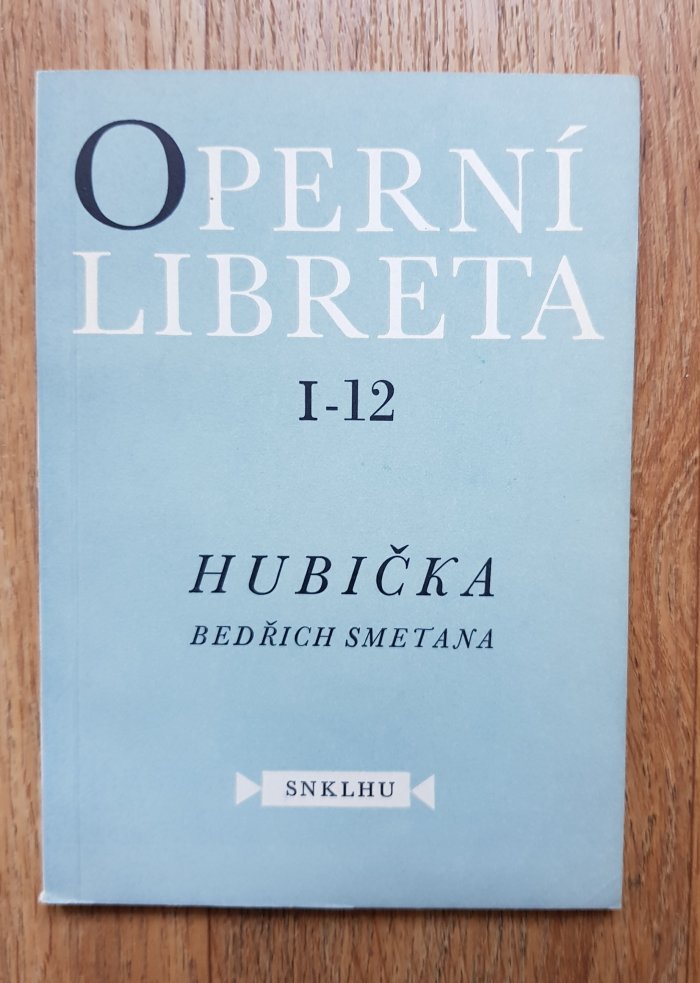 OPERNÍ
LIBRETA
I-12
HUBIČKA
BEDŘICH SMETANA
SNKLHU